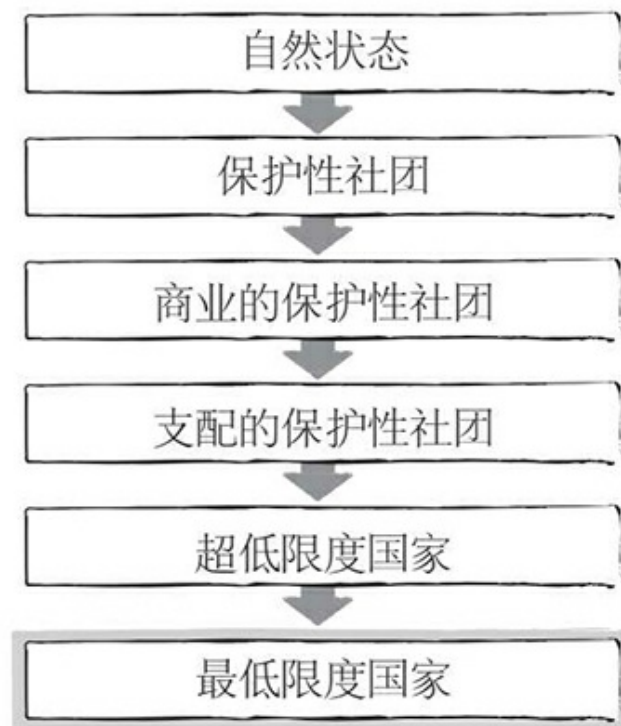 自然状态
保护性社团
商业的保护性社团
支配的保护性社团
超低限度国家
最低限度国家